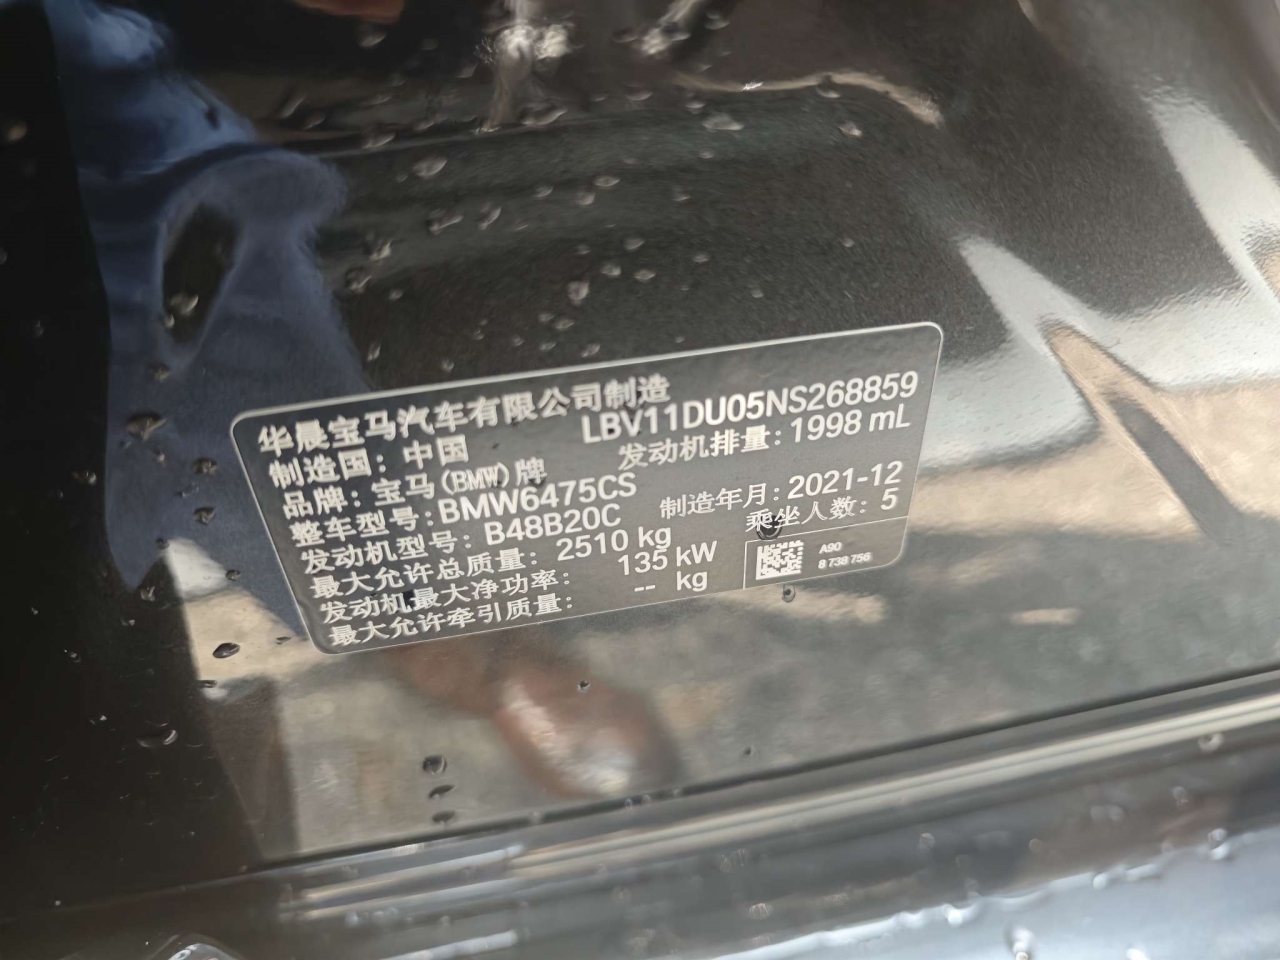 华晨宝马汽车有限公司制造
制造国：中国 LBV11DU05NS268859
品牌：宝马(BMW)牌 发动机排量：1998 mL
整车型号：BMW6475CS
发动机型号：B48B20C 制造年月：2021-12
最大允许总质量：2510 kg 乘坐人数：5
发动机最大净功率：135 kW
最大允许牵引质量：-- kg
A90
8 738 756